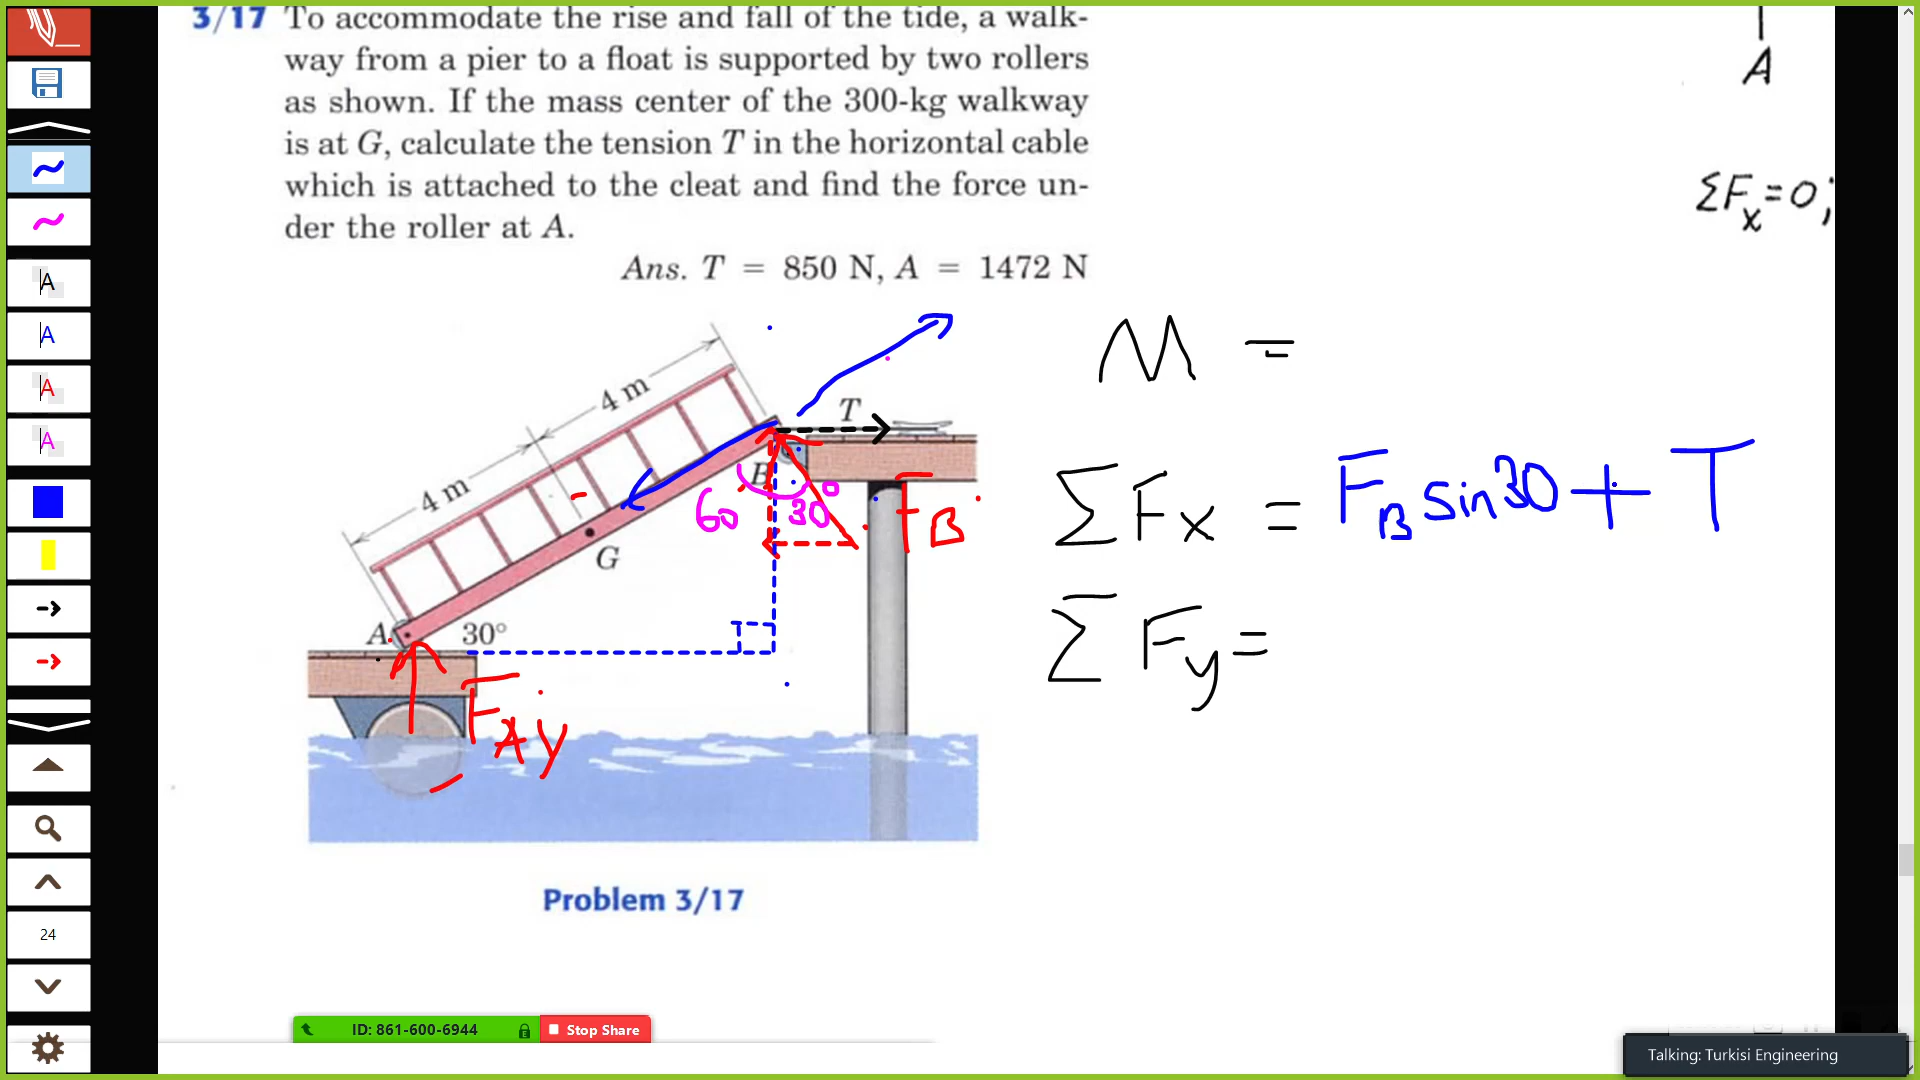 3/17 To accommodate the rise and fall of the tide, a walk-
way from a pier to a float is supported by two rollers
as shown. If the mass center of the 300-kg walkway
is at G, calculate the tension T in the horizontal cable
which is attached to the cleat and find the force un-
der the roller at A.
Ans. T = 850 N, A = 1472 N
A
ΣFx=0;
M =
ΣFx = FB sin30 + T
ΣFy=
4 m
4 m
T
B
60
30°
FB
G
A
30°
FAy
Problem 3/17
A
A
A
A
24
ID: 861-600-6944
Stop Share
Talking: Turkisi Engineering